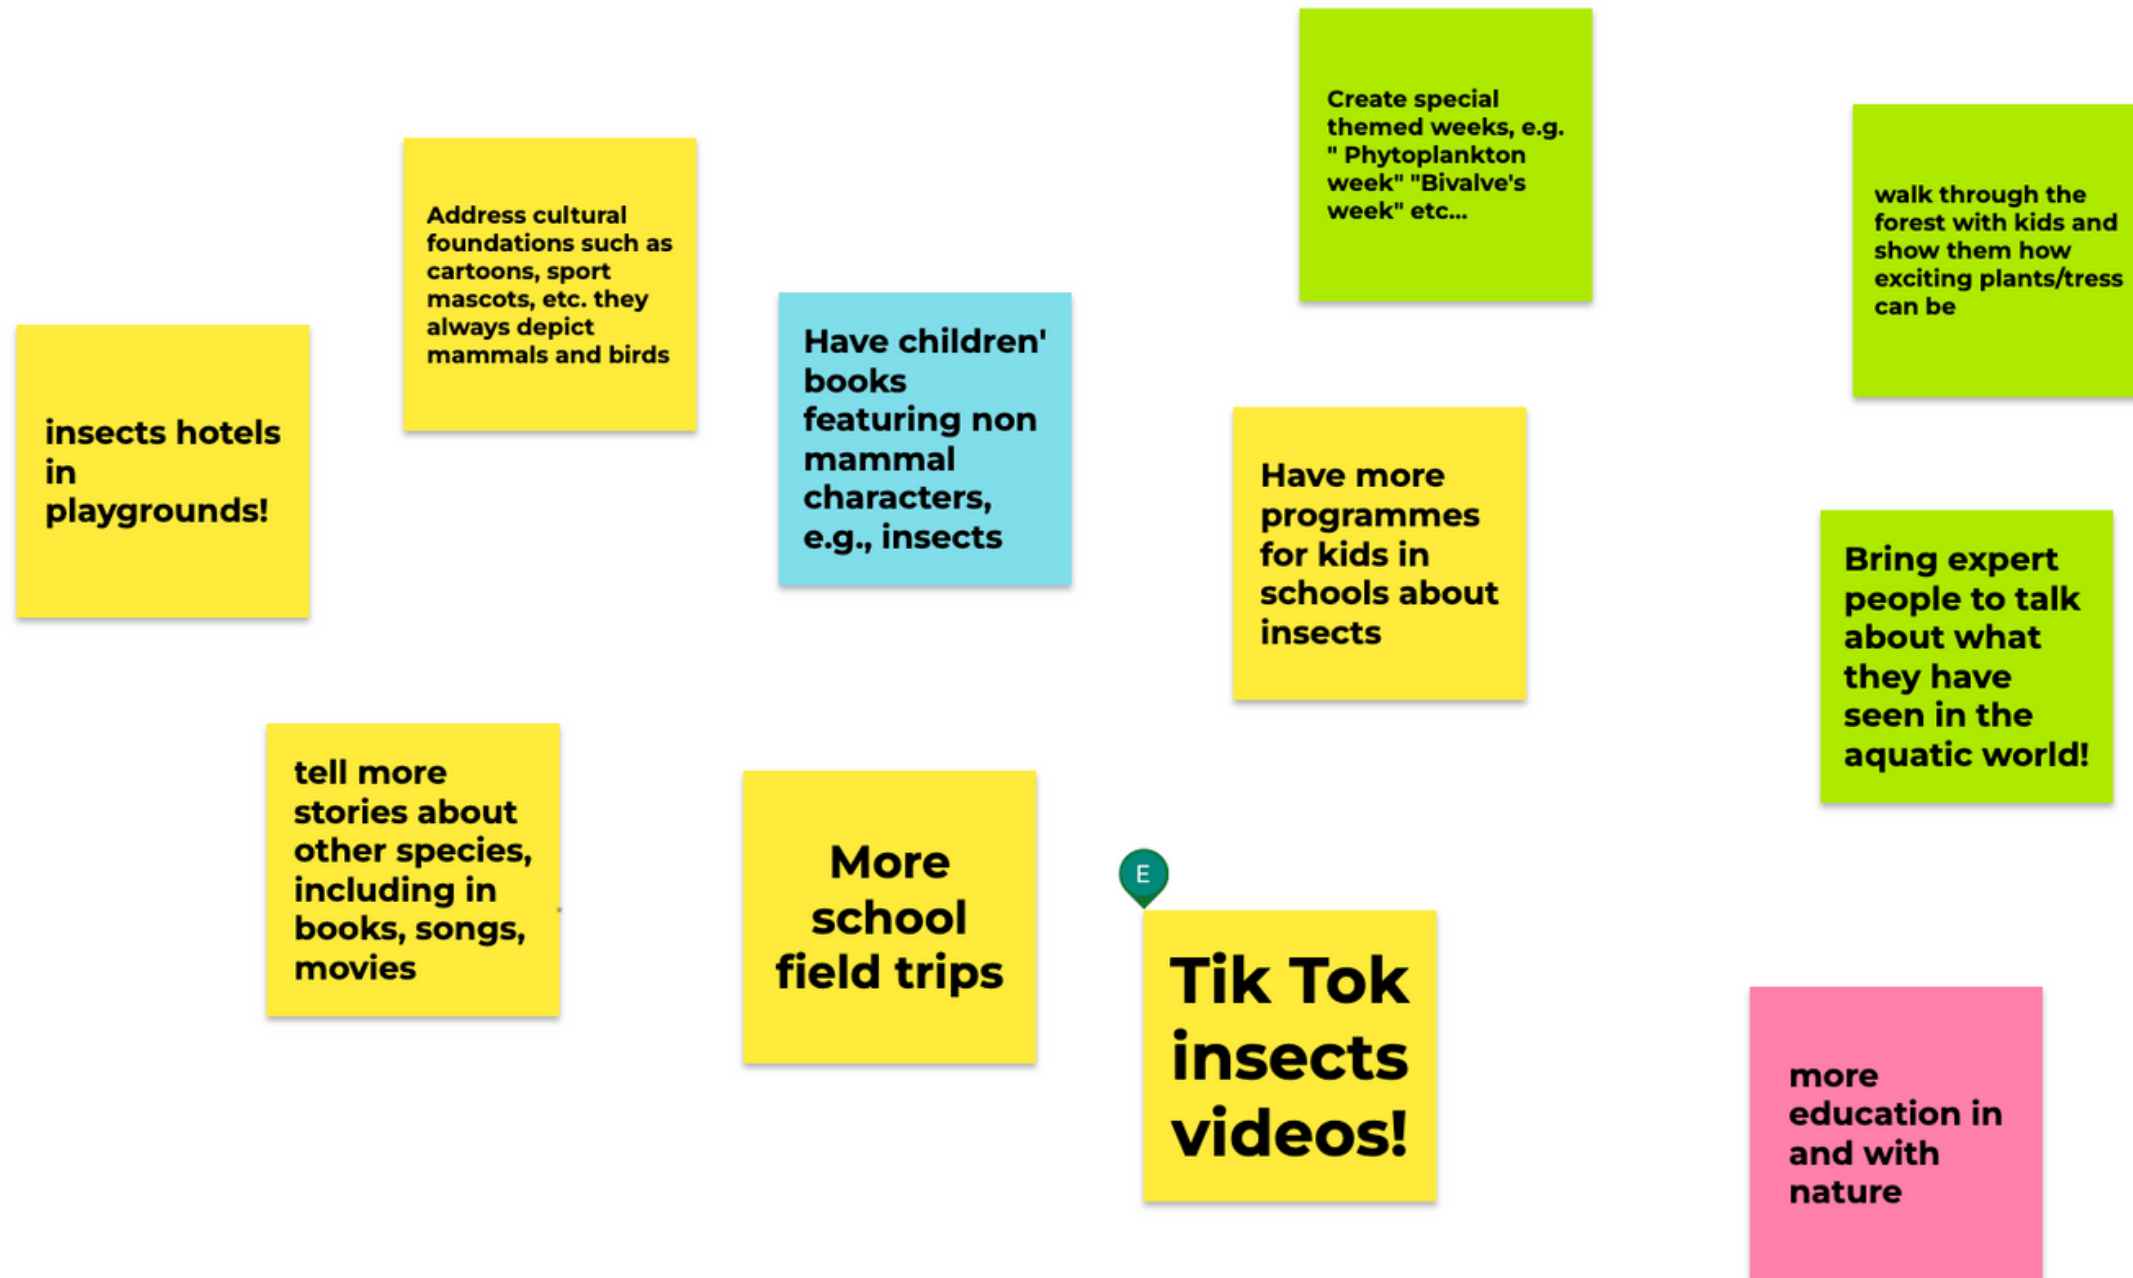 Create special
themed weeks, e.g.
" Phytoplankton
week" "Bivalve's
week" etc...
walk through the
forest with kids and
show them how
exciting plants/tress
can be
Address cultural
foundations such as
cartoons, sport
mascots, etc. they
always depict
mammals and birds
Have children'
books
featuring non
mammal
characters,
e.g., insects
insects hotels
in
playgrounds!
Have more
programmes
for kids in
schools about
insects
Bring expert
people to talk
about what
they have
seen in the
aquatic world!
tell more
stories about
other species,
including in
books, songs,
movies
More
school
field trips
E
Tik Tok
insects
videos!
more
education in
and with
nature